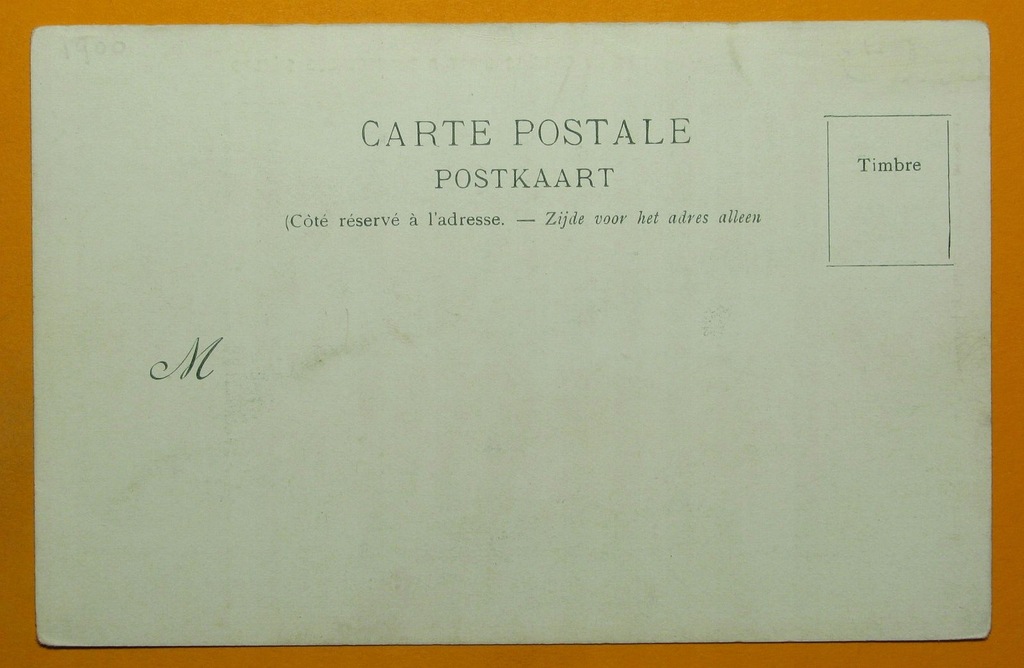 CARTE POSTALE
POSTKAART
(Côté réservé à l'adresse. — Zijde voor het adres alleen
Timbre
M